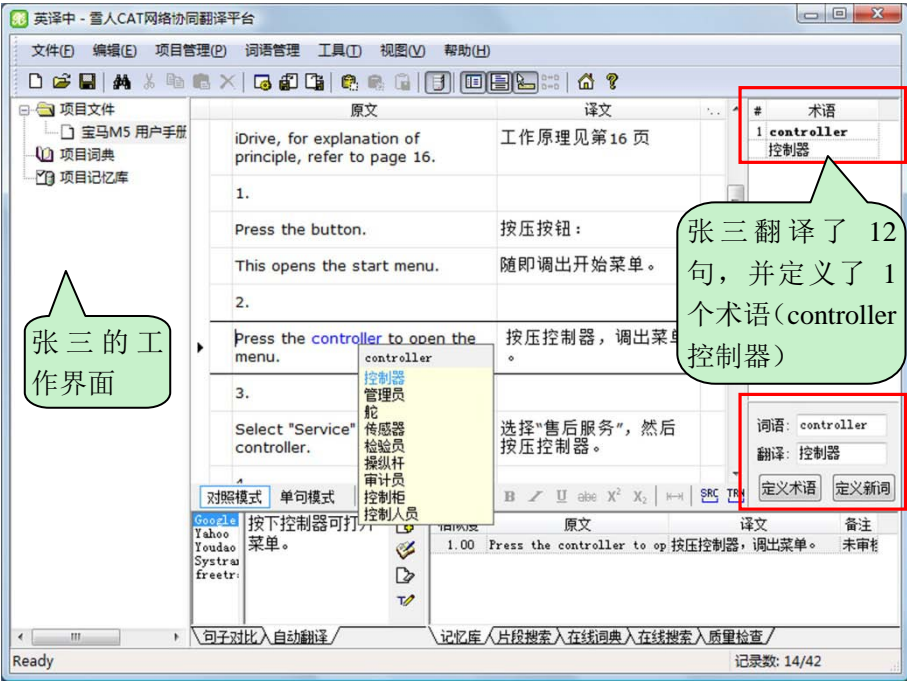 英译中 - 雪人CAT网络协同翻译平台
文件(F) 编辑(E) 项目管理(P) 词语管理 工具(T) 视图(V) 帮助(H)
项目文件
宝马M5 用户手册
项目词典
项目记忆库
原文 译文
iDrive, for explanation of
principle, refer to page 16.
工作原理见第16 页
1.
Press the button.
按压按钮：
This opens the start menu.
随即调出开始菜单。
2.
Press the controller to open the
menu.
按压控制器，调出菜单
。
3.
Select "Service"
controller.
选择“售后服务”，然后
按压控制器。
controller
控制器
管理员
舵
传感器
检验员
操纵杆
审计员
控制柜
控制人员
# 术语
1 controller
控制器
张三的工
作界面
张三翻译了 12
句，并定义了 1
个术语（controller
控制器）
词语: controller
翻译: 控制器
定义术语 定义新词
对照模式 单句模式
B I U abc X² X₂ SRC
Google
Yahoo
Youdao
Systra
freetr
按下控制器可打开
菜单。
相似度 原文 译文 备注
1.00 Press the controller to op 按压控制器，调出菜单。 未审核
句子对比 自动翻译
记忆库 片段搜索 在线词典 在线搜索 质量检查
Ready
记录数: 14/42